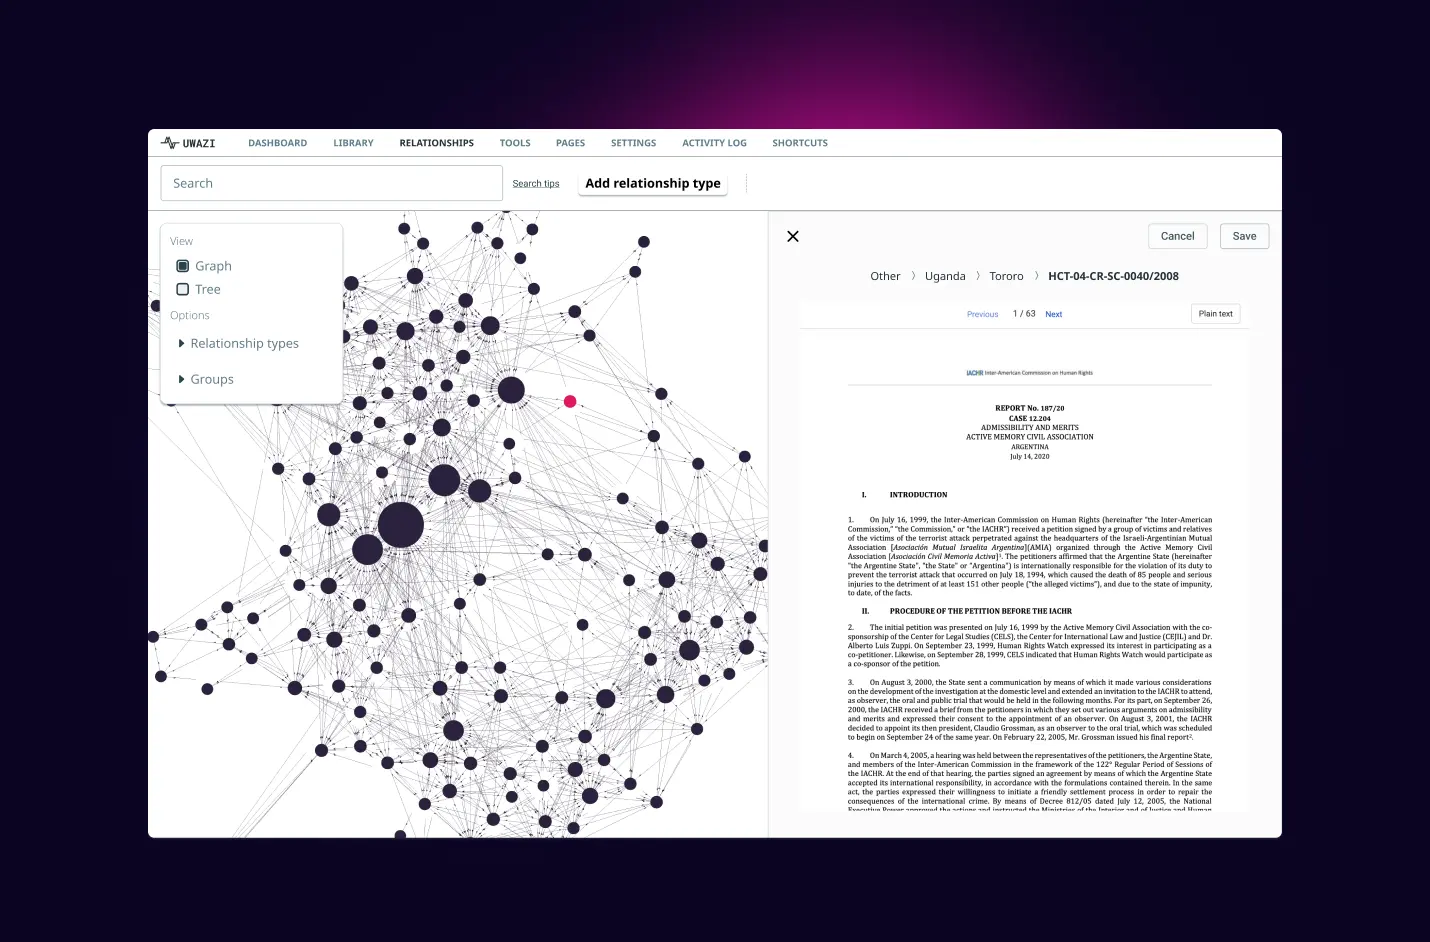 UWAZI DASHBOARD LIBRARY RELATIONSHIPS TOOLS PAGES SETTINGS ACTIVITY LOG SHORTCUTS
Search Search tips Add relationship type
View
Graph
Tree
Options
Relationship types
Groups
Cancel Save
Other Uganda Tororo HCT-04-CR-SC-0040/2008
Previous 1 / 63 Next Plain text
IACHR Inter-American Commission on Human Rights
REPORT No. 187/20
CASE 12.204
ADMISSIBILITY AND MERITS
ACTIVE MEMORY CIVIL ASSOCIATION
ARGENTINA
July 14, 2020
I. INTRODUCTION
1. On July 16, 1999, the Inter-American Commission on Human Rights (hereinafter "the Inter-American
Commission," "the Commission," or "the IACHR") received a petition signed by a group of victims and relatives
of the victims of the terrorist attack perpetrated against the headquarters of the Israeli-Argentinian Mutual
Association [Asociación Mutual Israelita Argentina](AMIA) organized through the Active Memory Civil
Association [Asociación Civil Memoria Activa]¹. The petitioners affirmed that the Argentine State (hereinafter
"the Argentine State", "the State" or "Argentina") is internationally responsible for the violation of its duty to
prevent the terrorist attack that occurred on July 18, 1994, which caused the death of 85 people and serious
injuries to the detriment of at least 151 other people ("the alleged victims"), and due to the state of impunity,
to date, of the facts.
II. PROCEDURE OF THE PETITION BEFORE THE IACHR
2. The initial petition was presented on July 16, 1999 by the Active Memory Civil Association with the co-
sponsorship of the Center for Legal Studies (CELS), the Center for International Law and Justice (CEJIL) and Dr.
Alberto Luis Zuppi. On September 23, 1999, Human Rights Watch expressed its interest in participating as a
co-petitioner. Likewise, on September 28, 1999, CELS indicated that Human Rights Watch would participate as
a co-sponsor of the petition.
3. On August 3, 2000, the State sent a communication by means of which it made various considerations
on the development of the investigation at the domestic level and extended an invitation to the IACHR to attend,
as observer, the oral and public trial that would be held in the following months. For its part, on September 26,
2000, the IACHR received a brief from the petitioners in which they set out various arguments on admissibility
and merits and expressed their consent to the appointment of an observer. On August 3, 2001, the IACHR
decided to appoint its then president, Claudio Grossman, as an observer to the oral trial, which was scheduled
to begin on September 24 of the same year. On February 22, 2005, Mr. Grossman issued his final report².
4. On March 4, 2005, a hearing was held between the representatives of the petitioners, the Argentine State,
and members of the Inter-American Commission in the framework of the 122° Regular Period of Sessions of
the IACHR. At the end of that hearing, the parties signed an agreement by means of which the Argentine State
accepted its international responsibility, in accordance with the formulations contained therein. In the same
act, the parties expressed their willingness to initiate a friendly settlement process in order to repair the
consequences of the international crime. By means of Decree 812/05 dated July 12, 2005, the National
Executive Power approved the actions and instructed the Ministries of the Interior and of Justice and Human